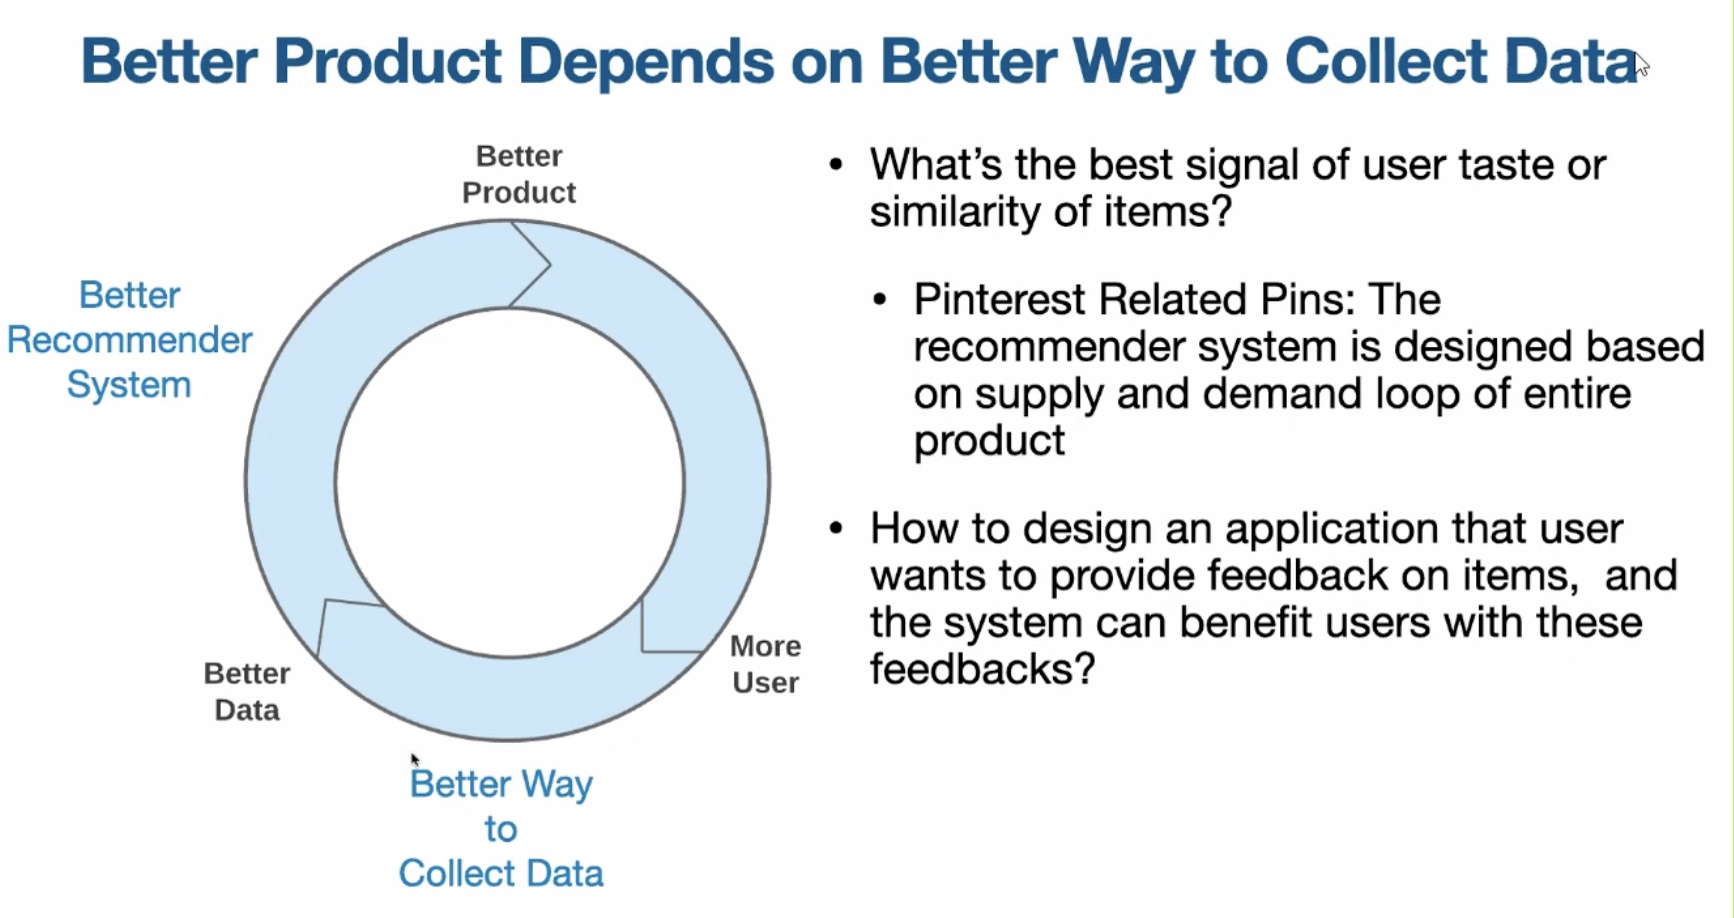 Better Product Depends on Better Way to Collect Data
Better
Product
Better
Recommender
System
More
User
Better
Data
Better Way
to
Collect Data
• What’s the best signal of user taste or
similarity of items?
• Pinterest Related Pins: The
recommender system is designed based
on supply and demand loop of entire
product
• How to design an application that user
wants to provide feedback on items,  and
the system can benefit users with these
feedbacks?